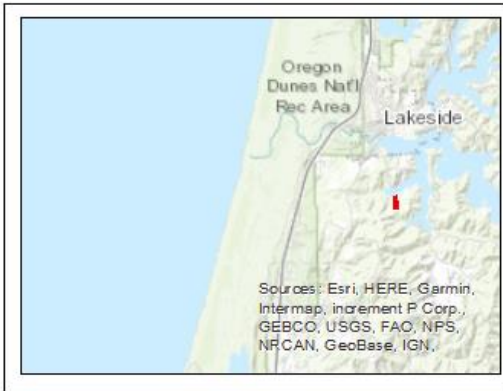 Oregon
Dunes Nat'l
Rec Area
Lakeside
Sources: Esri, HERE, Garmin,
Intermap, increment P Corp.,
GEBCO, USGS, FAO, NPS,
NRCAN, GeoBase, IGN,